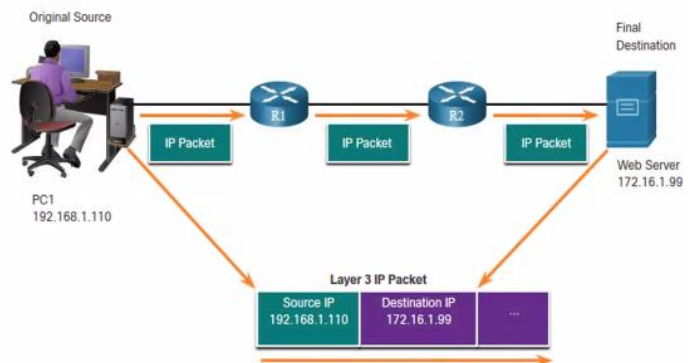 Original Source
Final
Destination
R1
R2
IP Packet
IP Packet
IP Packet
PC1
192.168.1.110
Web Server
172.16.1.99
Layer 3 IP Packet
Source IP
192.168.1.110
Destination IP
172.16.1.99
...